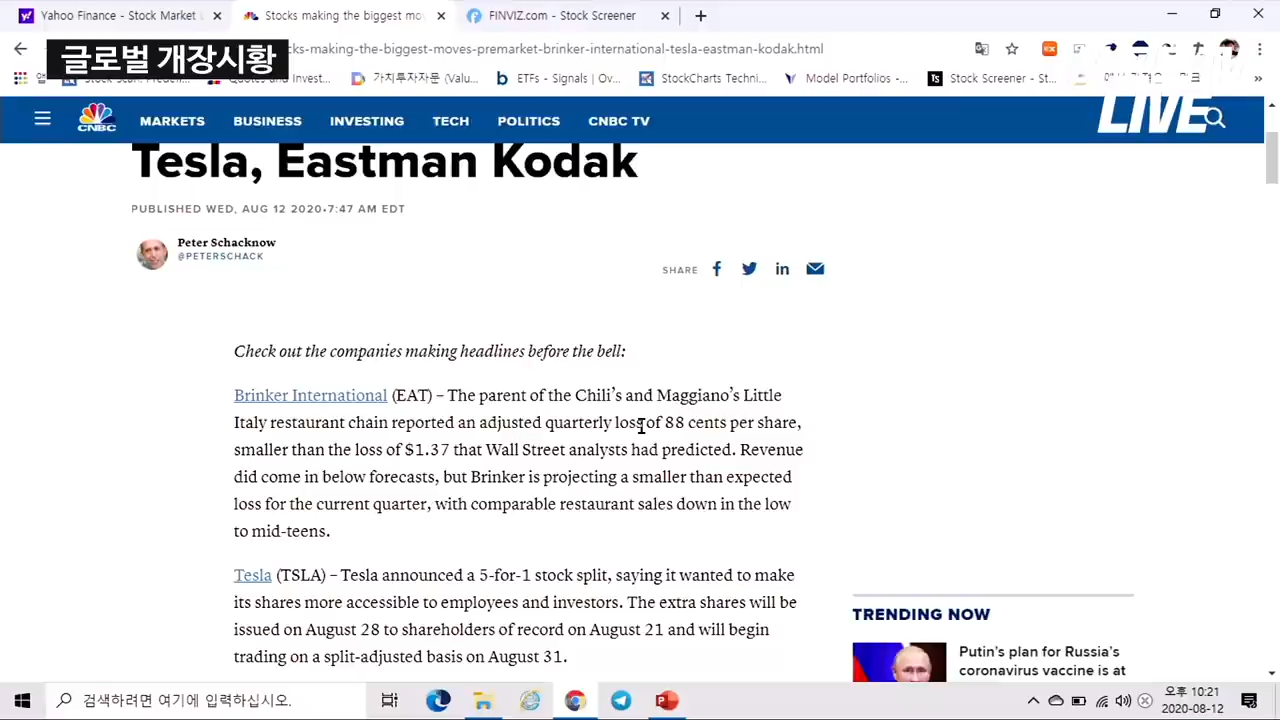 Yahoo Finance - Stock Market L
Stocks making the biggest mov
FINVIZ.com - Stock Screener
글로벌 개장시황
cks-making-the-biggest-moves-premarket-brinker-international-tesla-eastman-kodak.html
가치투자자문 (Valu...
ETFs - Signals | Ov...
StockCharts Techni...
Model Portfolios -...
Stock Screener - St...
LIVE
CNBC
MARKETS
BUSINESS
INVESTING
TECH
POLITICS
CNBC TV
Tesla, Eastman Kodak
PUBLISHED WED, AUG 12 2020•7:47 AM EDT
Peter Schacknow
@PETERSCHACK
SHARE
Check out the companies making headlines before the bell:
Brinker International (EAT) – The parent of the Chili’s and Maggiano’s Little
Italy restaurant chain reported an adjusted quarterly loss of 88 cents per share,
smaller than the loss of $1.37 that Wall Street analysts had predicted. Revenue
did come in below forecasts, but Brinker is projecting a smaller than expected
loss for the current quarter, with comparable restaurant sales down in the low
to mid-teens.
Tesla (TSLA) – Tesla announced a 5-for-1 stock split, saying it wanted to make
its shares more accessible to employees and investors. The extra shares will be
issued on August 28 to shareholders of record on August 21 and will begin
trading on a split-adjusted basis on August 31.
TRENDING NOW
Putin’s plan for Russia’s
coronavirus vaccine is at
검색하려면 여기에 입력하십시오.
오후 10:21
2020-08-12